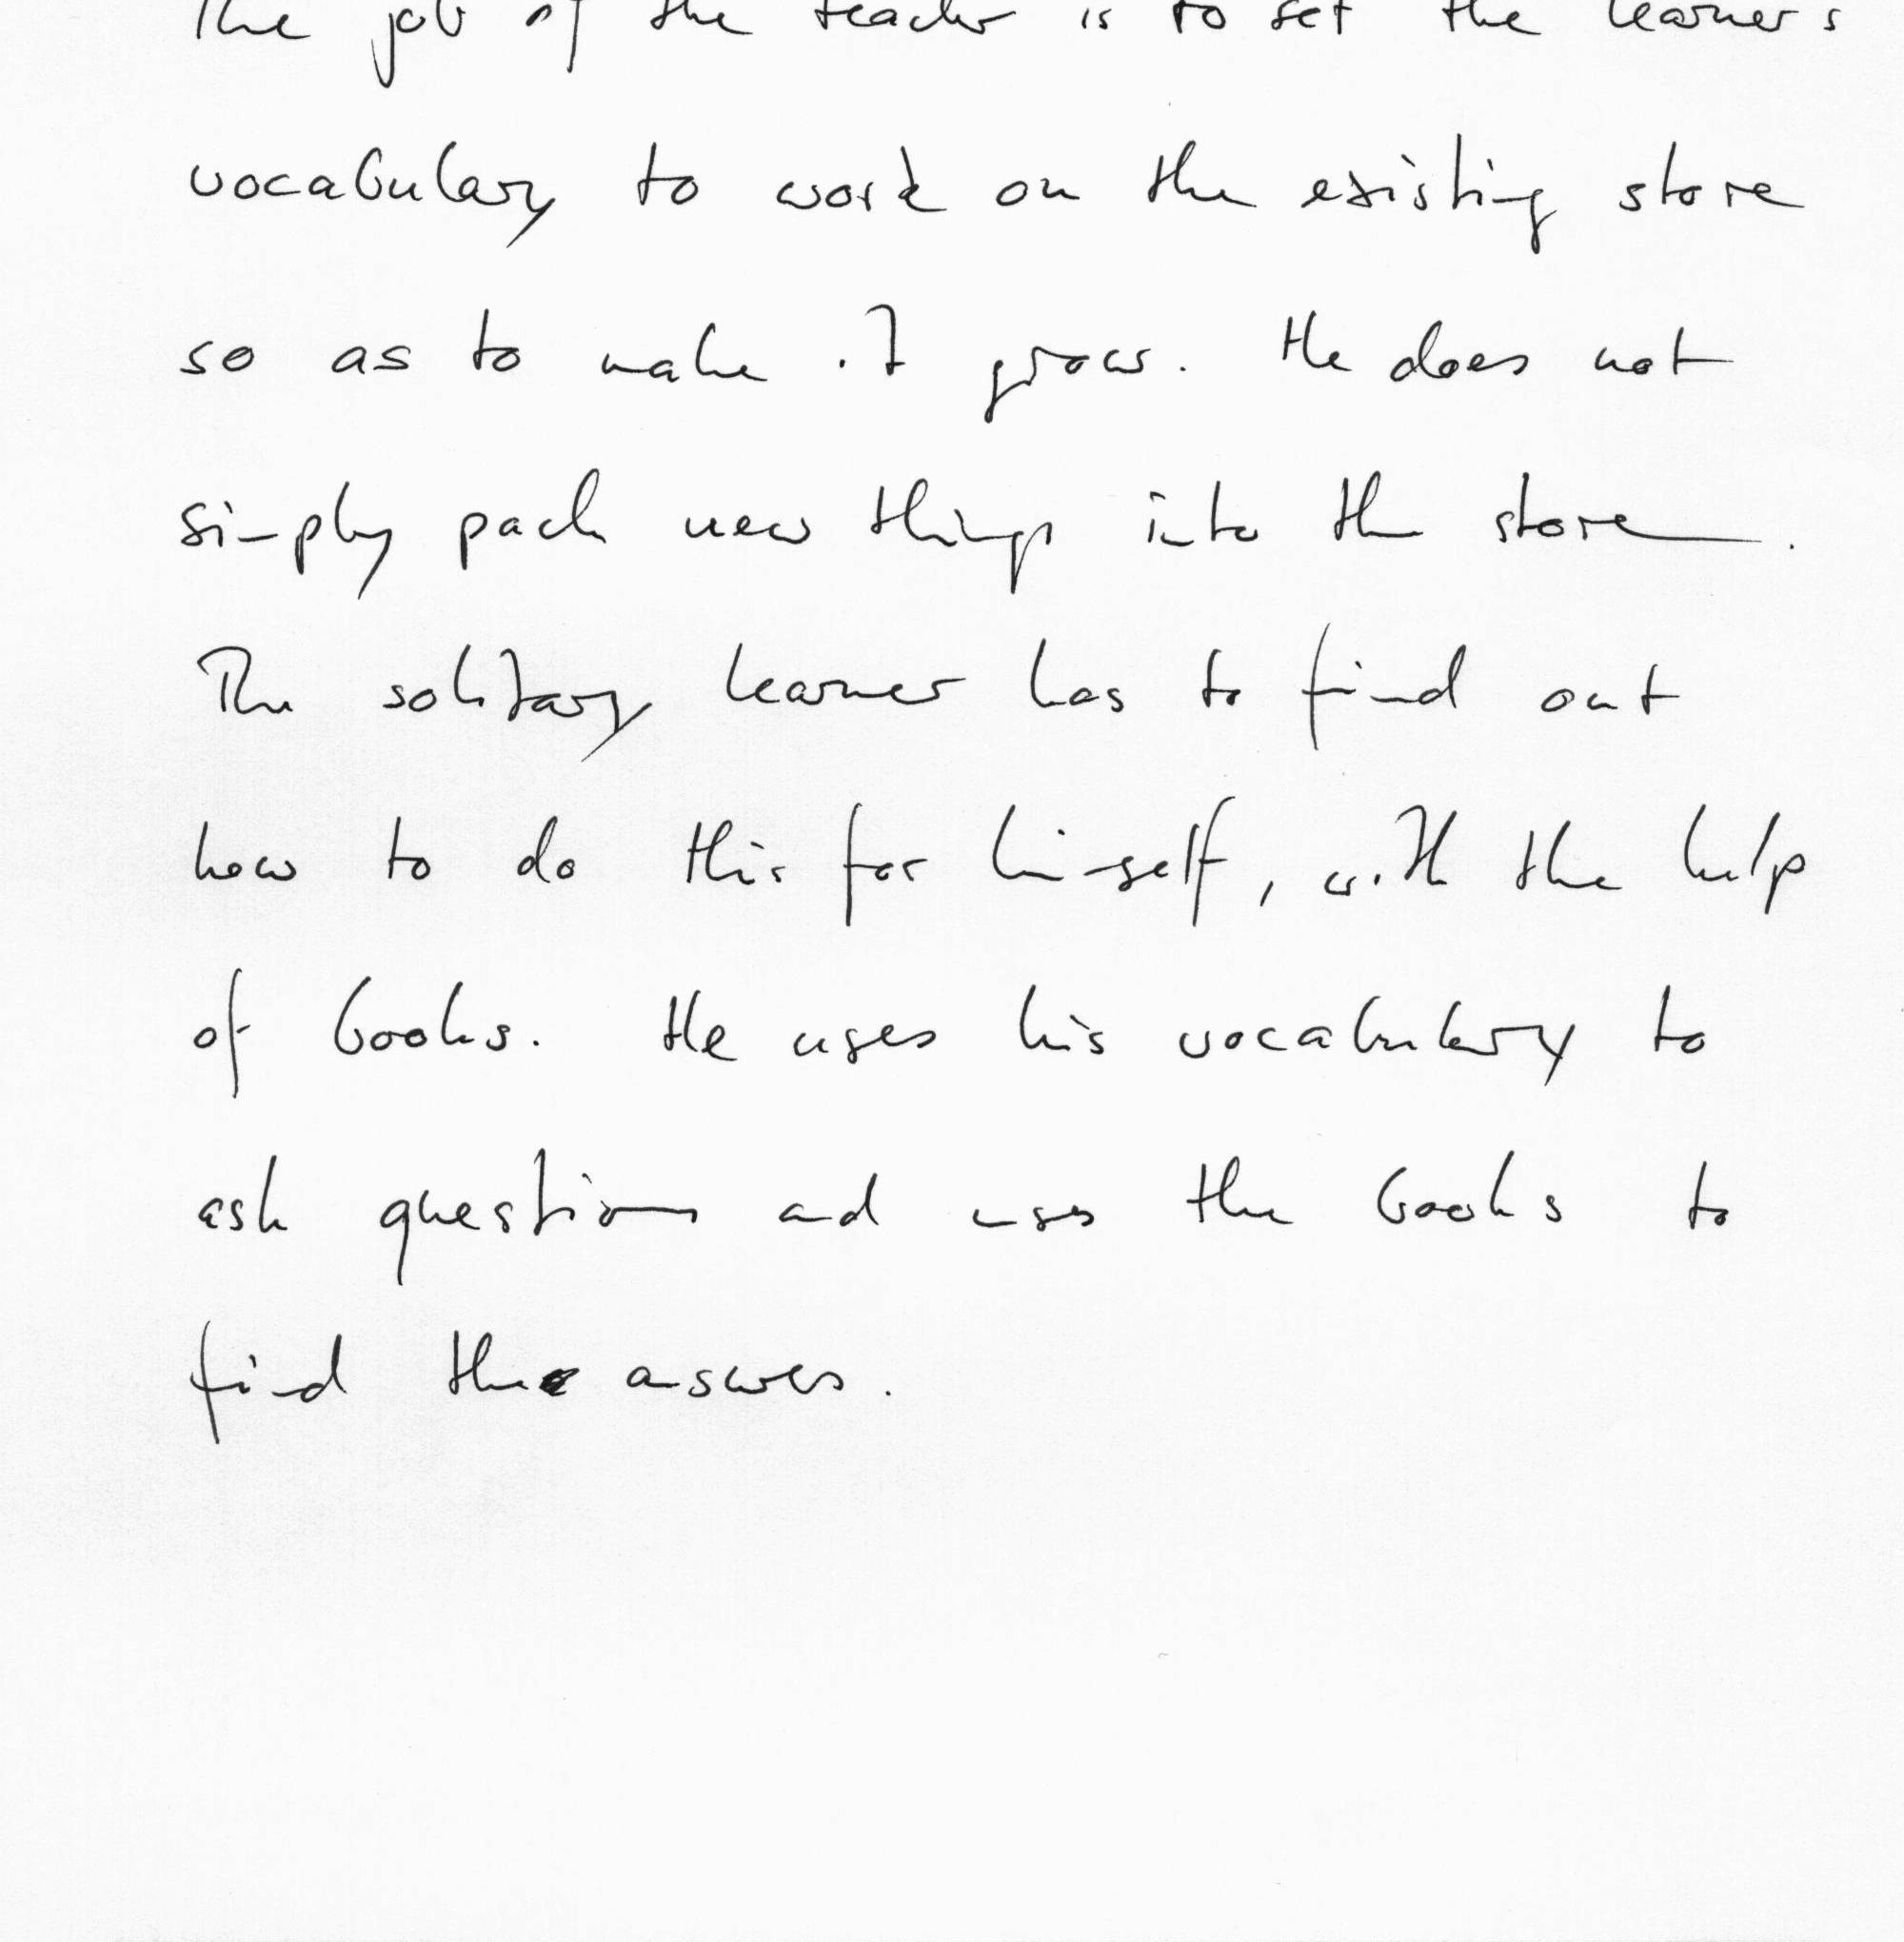 The job of the teacher is to set the learner's
vocabulary to work on the existing store
so as to make it grow. He does not
simply pack new things into the store.
The solitary learner has to find out
how to do this for himself, with the help
of books. He uses his vocabulary to
ask questions and uses the books to
find the answers.